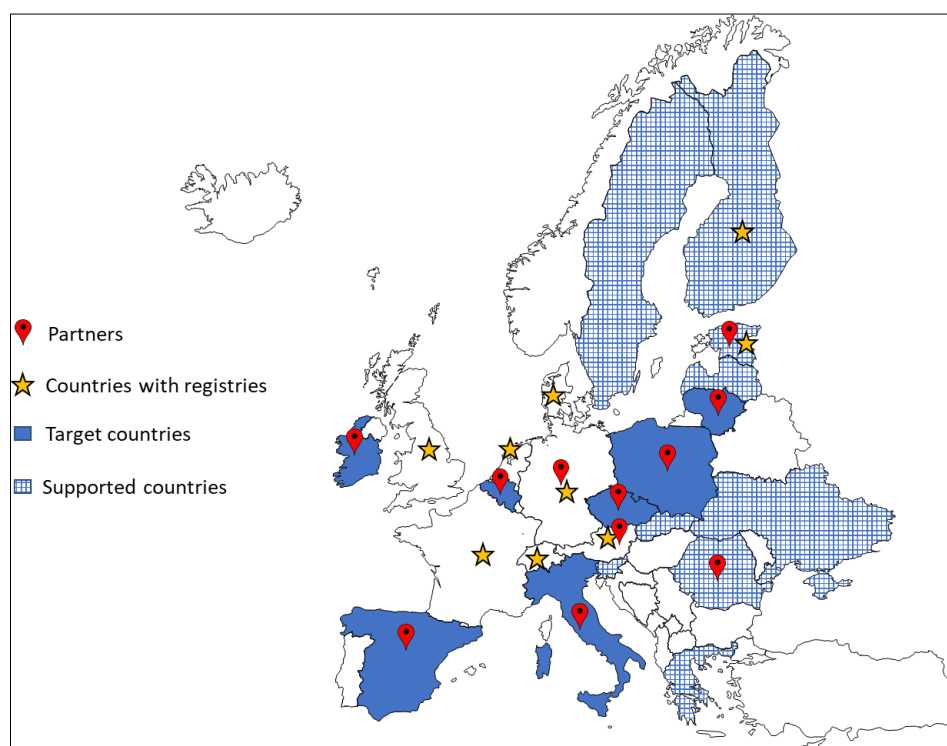 Partners
Countries with registries
Target countries
Supported countries